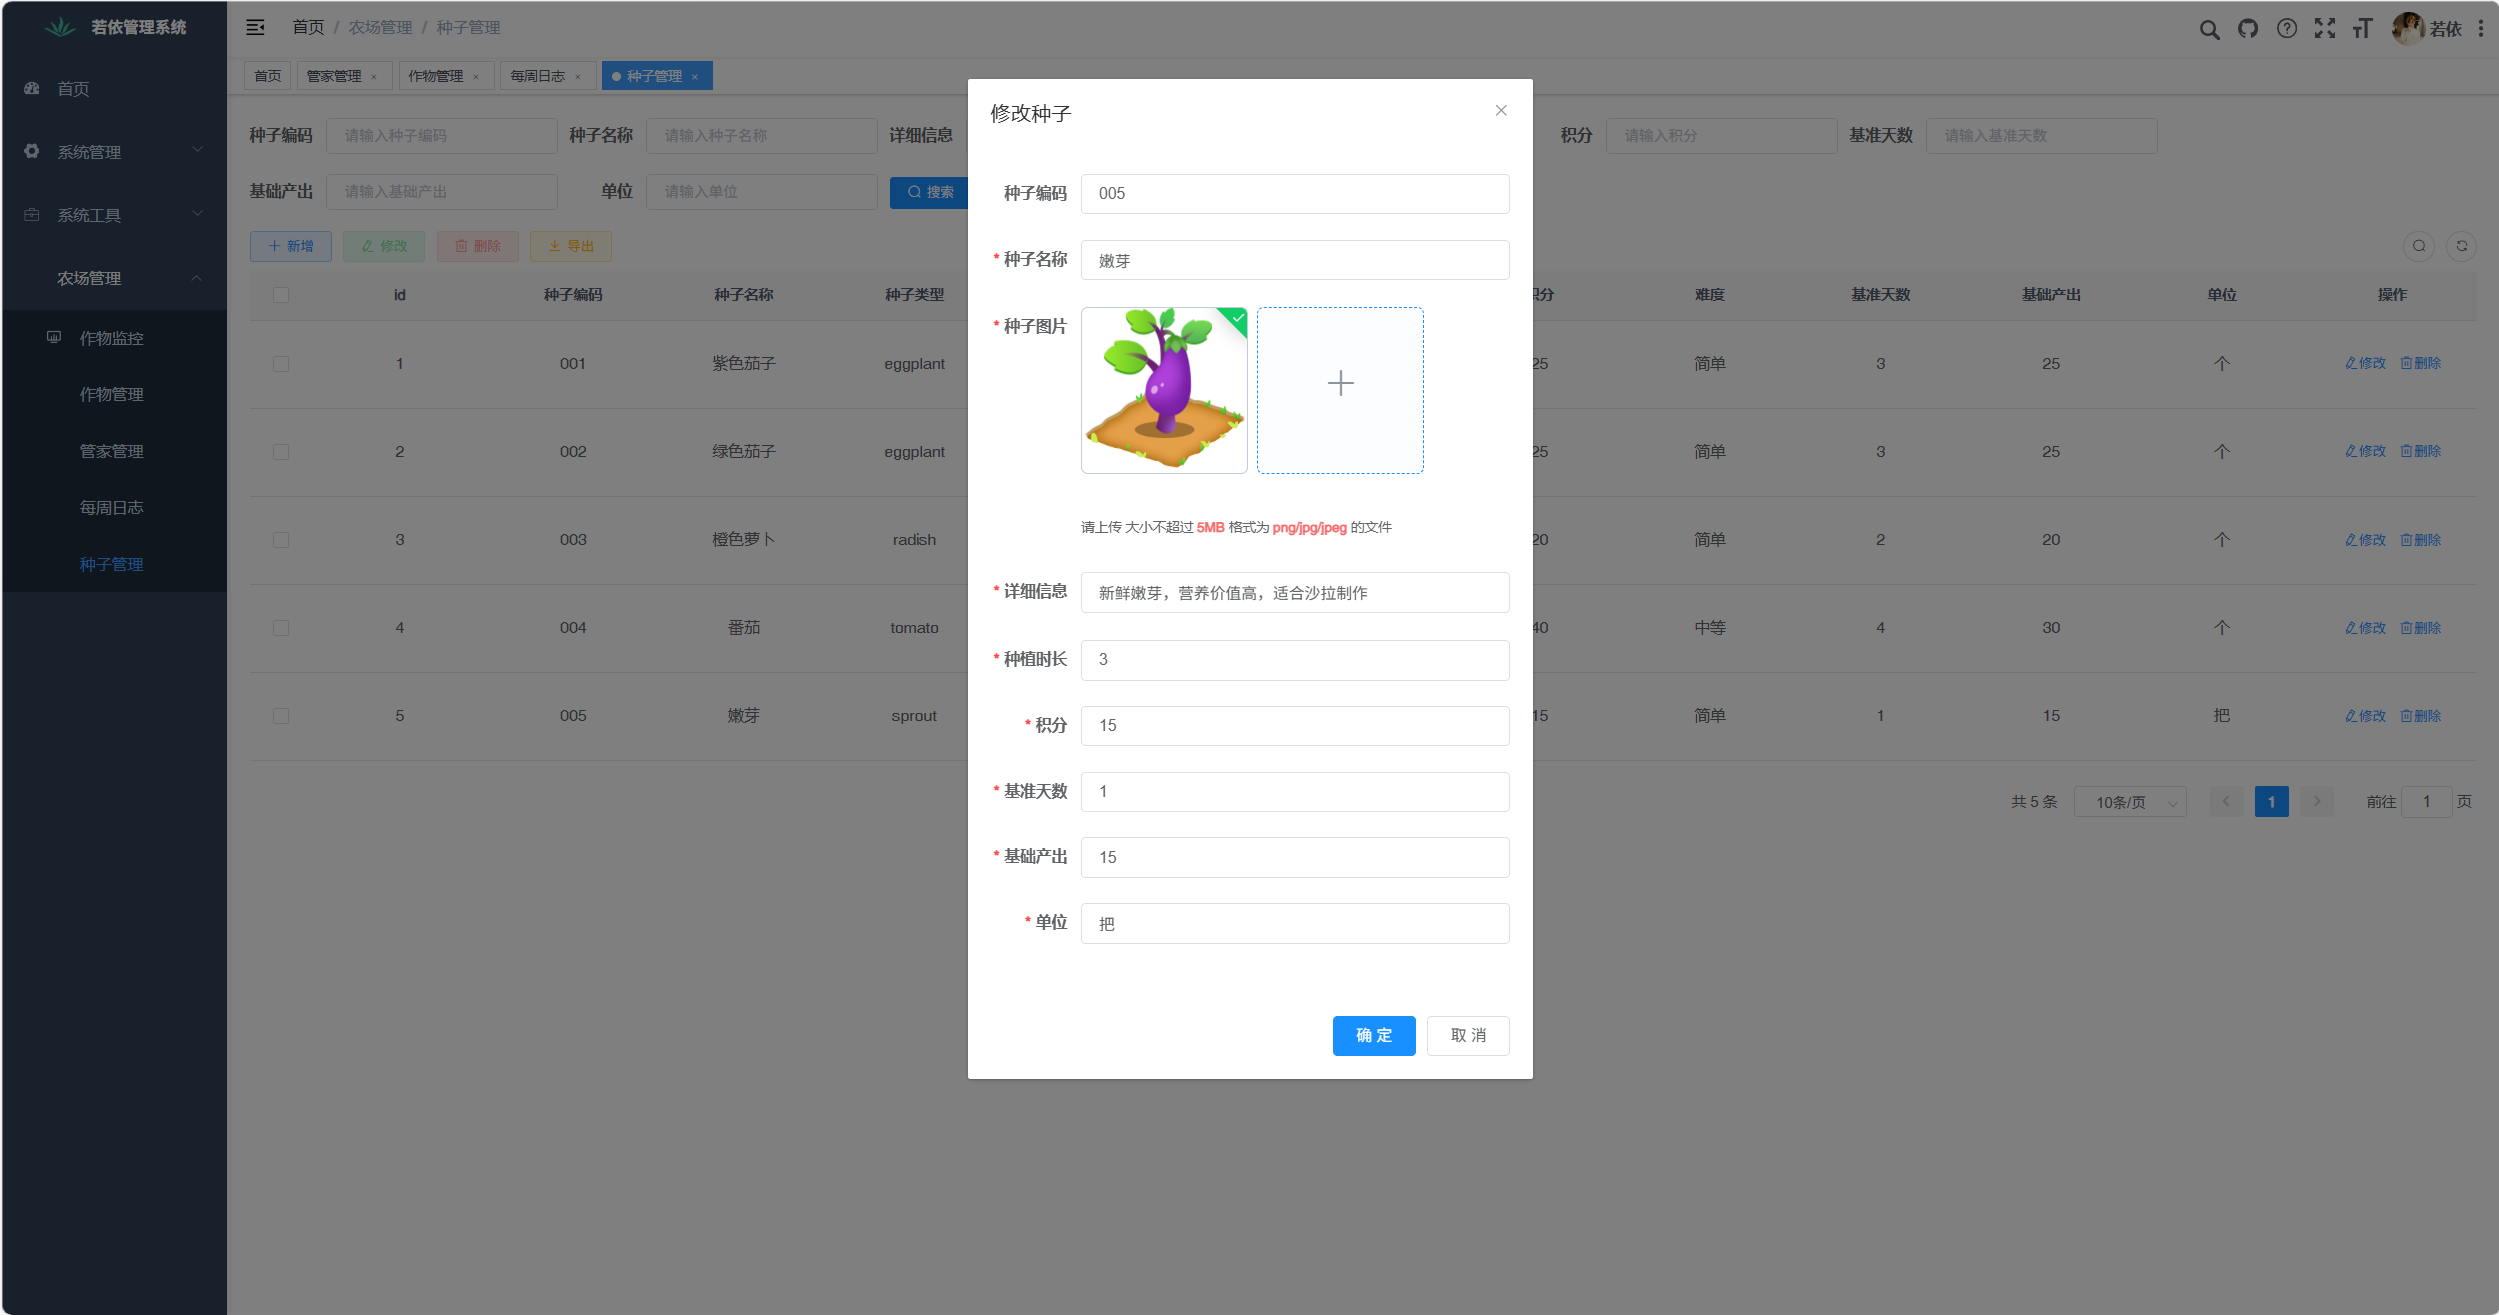 若依管理系统
首页 / 农场管理 / 种子管理
若依
首页
管家管理 ×
作物管理 ×
每周日志 ×
种子管理 ×
首页
系统管理
系统工具
农场管理
作物监控
作物管理
管家管理
每周日志
种子管理
种子编码 请输入种子编码 种子名称 请输入种子名称 详细信息 积分 请输入积分 基准天数 请输入基准天数
基础产出 请输入基础产出 单位 请输入单位 搜索
新增 修改 删除 导出
id 种子编码 种子名称 种子类型 积分 难度 基准天数 基础产出 单位 操作
1 001 紫色茄子 eggplant 25 简单 3 25 个 修改 删除
2 002 绿色茄子 eggplant 25 简单 3 25 个 修改 删除
3 003 橙色萝卜 radish 20 简单 2 20 个 修改 删除
4 004 番茄 tomato 40 中等 4 30 个 修改 删除
5 005 嫩芽 sprout 15 简单 1 15 把 修改 删除
共 5 条 10条/页 1 前往 1 页
修改种子
种子编码 005
* 种子名称 嫩芽
* 种子图片
请上传 大小不超过 5MB 格式为 png/jpg/jpeg 的文件
* 详细信息 新鲜嫩芽，营养价值高，适合沙拉制作
* 种植时长 3
* 积分 15
* 基准天数 1
* 基础产出 15
* 单位 把
确 定 取 消